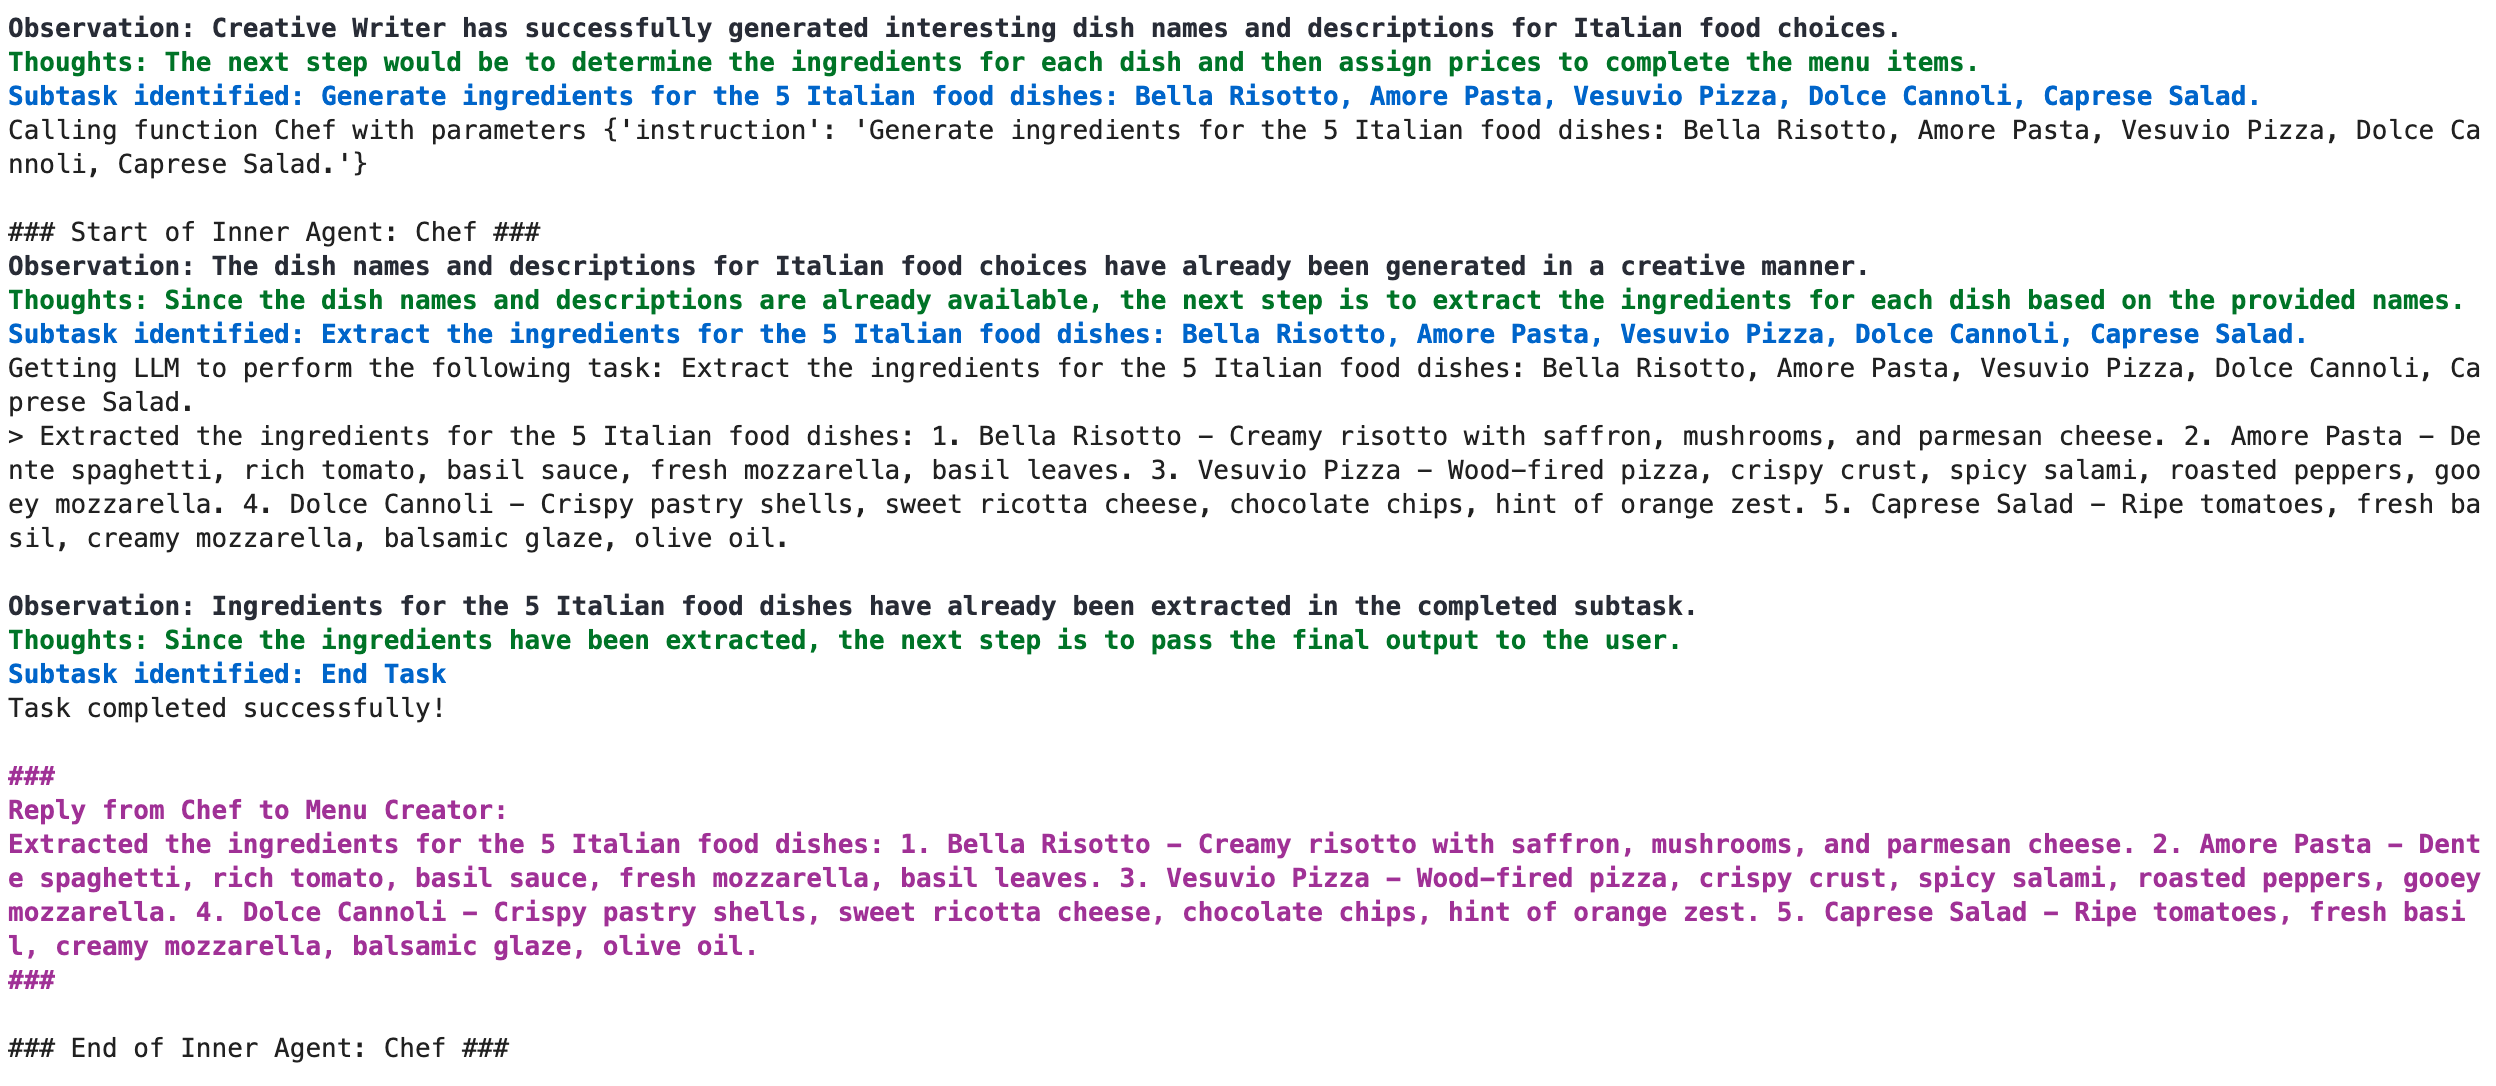 Observation: Creative Writer has successfully generated interesting dish names and descriptions for Italian food choices.
Thoughts: The next step would be to determine the ingredients for each dish and then assign prices to complete the menu items.
Subtask identified: Generate ingredients for the 5 Italian food dishes: Bella Risotto, Amore Pasta, Vesuvio Pizza, Dolce Cannoli, Caprese Salad.
Calling function Chef with parameters {'instruction': 'Generate ingredients for the 5 Italian food dishes: Bella Risotto, Amore Pasta, Vesuvio Pizza, Dolce Ca
nnoli, Caprese Salad.'}

### Start of Inner Agent: Chef ###
Observation: The dish names and descriptions for Italian food choices have already been generated in a creative manner.
Thoughts: Since the dish names and descriptions are already available, the next step is to extract the ingredients for each dish based on the provided names.
Subtask identified: Extract the ingredients for the 5 Italian food dishes: Bella Risotto, Amore Pasta, Vesuvio Pizza, Dolce Cannoli, Caprese Salad.
Getting LLM to perform the following task: Extract the ingredients for the 5 Italian food dishes: Bella Risotto, Amore Pasta, Vesuvio Pizza, Dolce Cannoli, Ca
prese Salad.
> Extracted the ingredients for the 5 Italian food dishes: 1. Bella Risotto – Creamy risotto with saffron, mushrooms, and parmesan cheese. 2. Amore Pasta – De
nte spaghetti, rich tomato, basil sauce, fresh mozzarella, basil leaves. 3. Vesuvio Pizza – Wood–fired pizza, crispy crust, spicy salami, roasted peppers, goo
ey mozzarella. 4. Dolce Cannoli – Crispy pastry shells, sweet ricotta cheese, chocolate chips, hint of orange zest. 5. Caprese Salad – Ripe tomatoes, fresh ba
sil, creamy mozzarella, balsamic glaze, olive oil.

Observation: Ingredients for the 5 Italian food dishes have already been extracted in the completed subtask.
Thoughts: Since the ingredients have been extracted, the next step is to pass the final output to the user.
Subtask identified: End Task
Task completed successfully!

###
Reply from Chef to Menu Creator:
Extracted the ingredients for the 5 Italian food dishes: 1. Bella Risotto – Creamy risotto with saffron, mushrooms, and parmesan cheese. 2. Amore Pasta – Dent
e spaghetti, rich tomato, basil sauce, fresh mozzarella, basil leaves. 3. Vesuvio Pizza – Wood–fired pizza, crispy crust, spicy salami, roasted peppers, gooey
mozzarella. 4. Dolce Cannoli – Crispy pastry shells, sweet ricotta cheese, chocolate chips, hint of orange zest. 5. Caprese Salad – Ripe tomatoes, fresh basi
l, creamy mozzarella, balsamic glaze, olive oil.
###

### End of Inner Agent: Chef ###